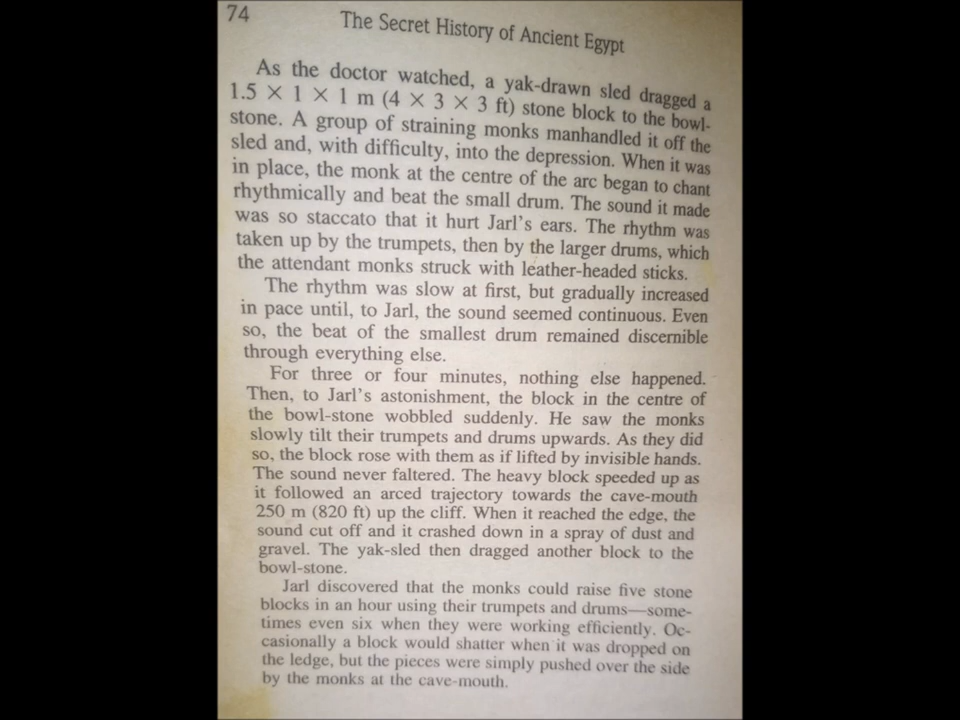 74
The Secret History of Ancient Egypt
As the doctor watched, a yak-drawn sled dragged a
1.5 × 1 × 1 m (4 × 3 × 3 ft) stone block to the bowl-
stone. A group of straining monks manhandled it off the
sled and, with difficulty, into the depression. When it was
in place, the monk at the centre of the arc began to chant
rhythmically and beat the small drum. The sound it made
was so staccato that it hurt Jarl's ears. The rhythm was
taken up by the trumpets, then by the larger drums, which
the attendant monks struck with leather-headed sticks.
The rhythm was slow at first, but gradually increased
in pace until, to Jarl, the sound seemed continuous. Even
so, the beat of the smallest drum remained discernible
through everything else.
For three or four minutes, nothing else happened.
Then, to Jarl's astonishment, the block in the centre of
the bowl-stone wobbled suddenly. He saw the monks
slowly tilt their trumpets and drums upwards. As they did
so, the block rose with them as if lifted by invisible hands.
The sound never faltered. The heavy block speeded up as
it followed an arced trajectory towards the cave-mouth
250 m (820 ft) up the cliff. When it reached the edge, the
sound cut off and it crashed down in a spray of dust and
gravel. The yak-sled then dragged another block to the
bowl-stone.
Jarl discovered that the monks could raise five stone
blocks in an hour using their trumpets and drums—some-
times even six when they were working efficiently. Oc-
casionally a block would shatter when it was dropped on
the ledge, but the pieces were simply pushed over the side
by the monks at the cave-mouth.